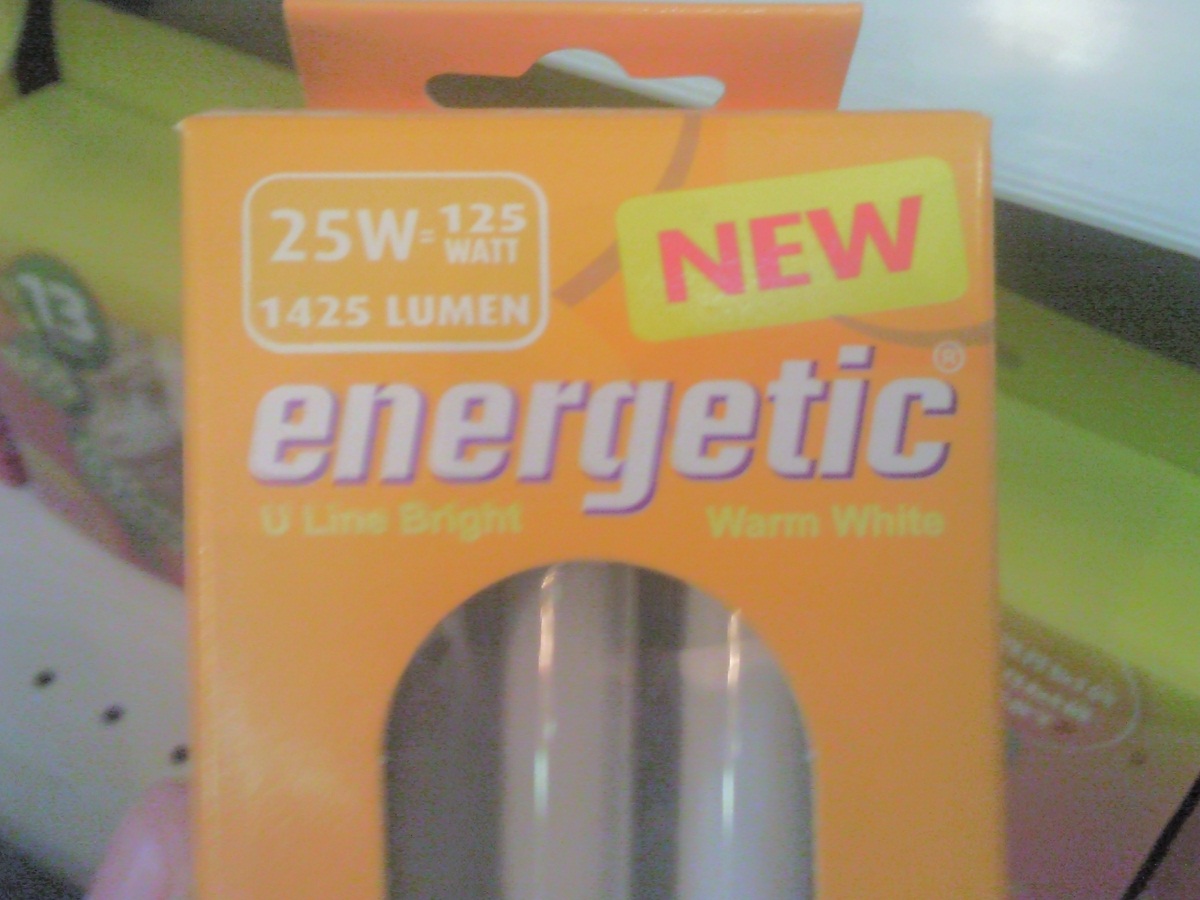 25W = 125 WATT
1425 LUMEN
NEW
energetic®
U Line Bright
Warm White
13